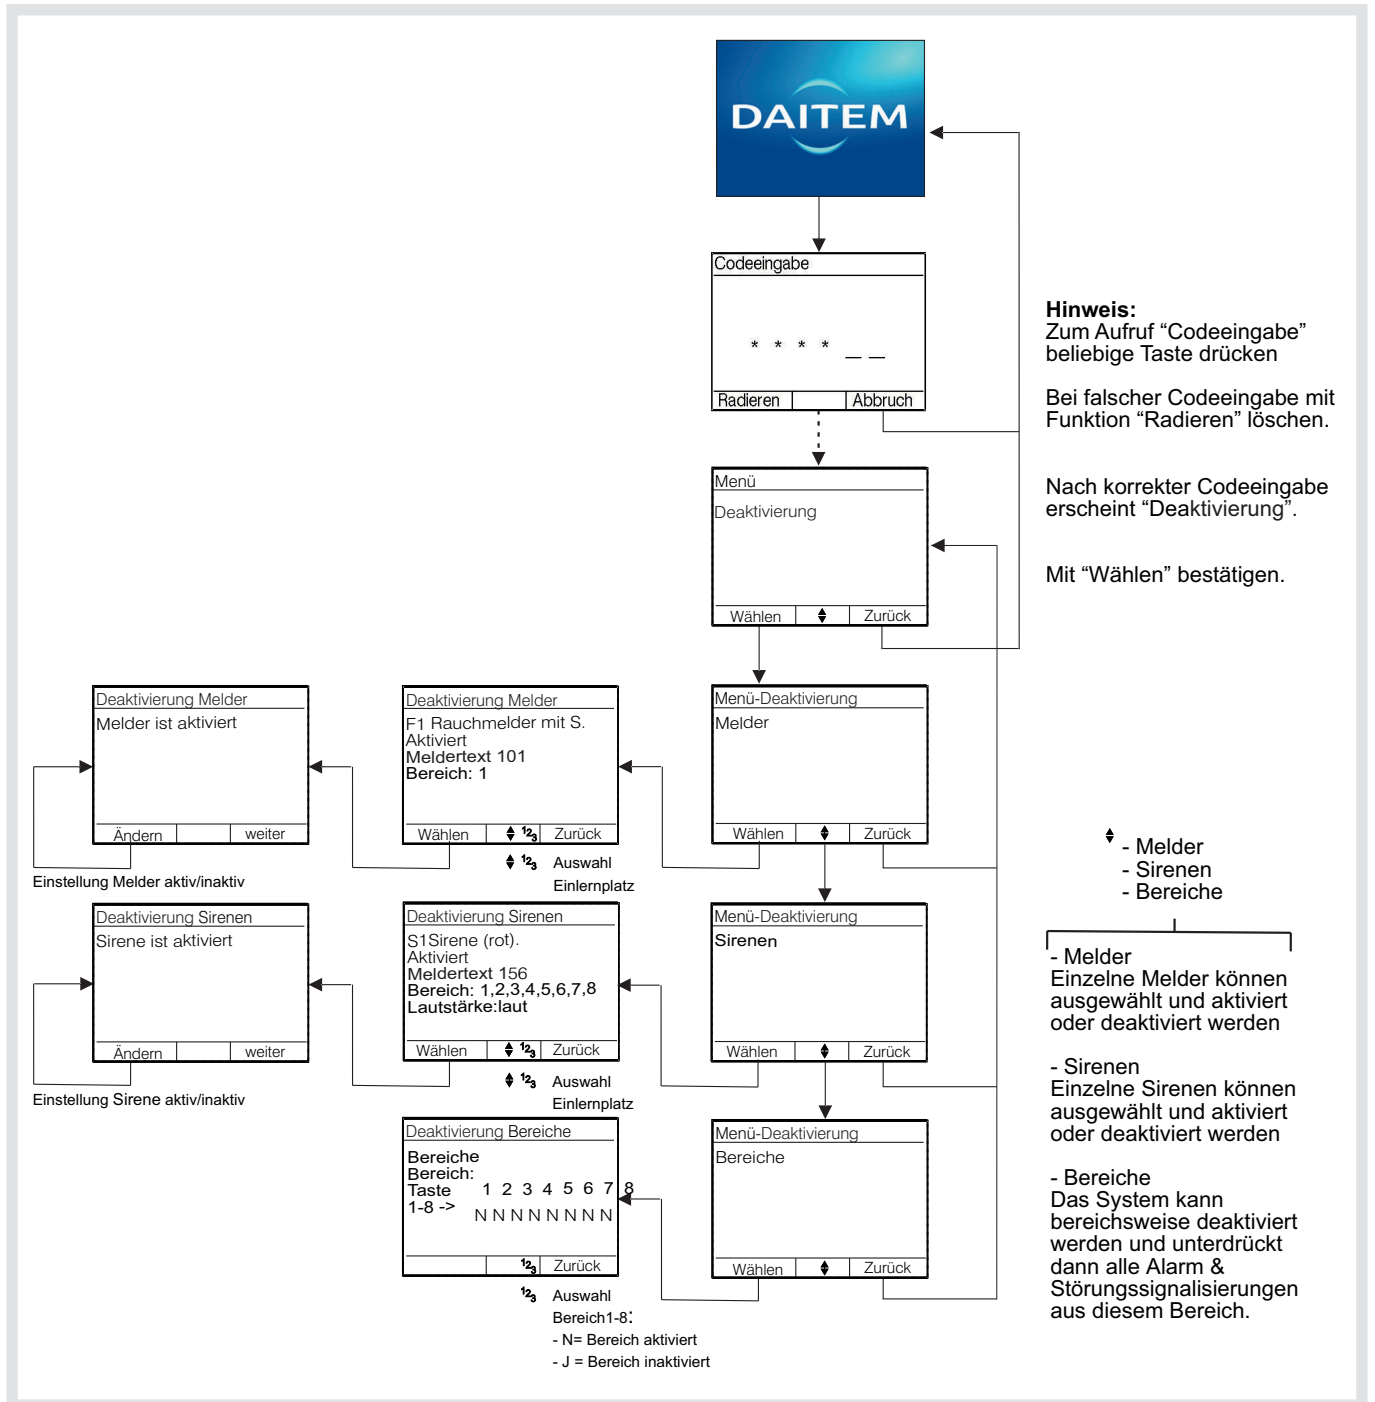 DAITEM
Codeeingabe
* * * * _ _
Radieren Abbruch
Hinweis:
Zum Aufruf “Codeeingabe”
beliebige Taste drücken
Bei falscher Codeeingabe mit
Funktion “Radieren” löschen.
Nach korrekter Codeeingabe
erscheint “Deaktivierung”.
Mit “Wählen” bestätigen.
Menü
Deaktivierung
Wählen Zurück
Deaktivierung Melder
Melder ist aktiviert
Ändern weiter
Einstellung Melder aktiv/inaktiv
Deaktivierung Melder
F1 Rauchmelder mit S.
Aktiviert
Meldertext 101
Bereich: 1
Wählen 123 Zurück
123 Auswahl
Einlernplatz
Menü-Deaktivierung
Melder
Wählen Zurück
Deaktivierung Sirenen
Sirene ist aktiviert
Ändern weiter
Einstellung Sirene aktiv/inaktiv
Deaktivierung Sirenen
S1Sirene (rot).
Aktiviert
Meldertext 156
Bereich: 1,2,3,4,5,6,7,8
Lautstärke:laut
Wählen 123 Zurück
123 Auswahl
Einlernplatz
Menü-Deaktivierung
Sirenen
Wählen Zurück
Deaktivierung Bereiche
Bereiche
Bereich:
Taste 1 2 3 4 5 6 7 8
1-8 -> N N N N N N N N
123 Zurück
123 Auswahl
Bereich1-8:
- N= Bereich aktiviert
- J = Bereich inaktiviert
Menü-Deaktivierung
Bereiche
Wählen Zurück
- Melder
- Sirenen
- Bereiche
- Melder
Einzelne Melder können
ausgewählt und aktiviert
oder deaktiviert werden
- Sirenen
Einzelne Sirenen können
ausgewählt und aktiviert
oder deaktiviert werden
- Bereiche
Das System kann
bereichsweise deaktiviert
werden und unterdrückt
dann alle Alarm &
Störungssignalisierungen
aus diesem Bereich.